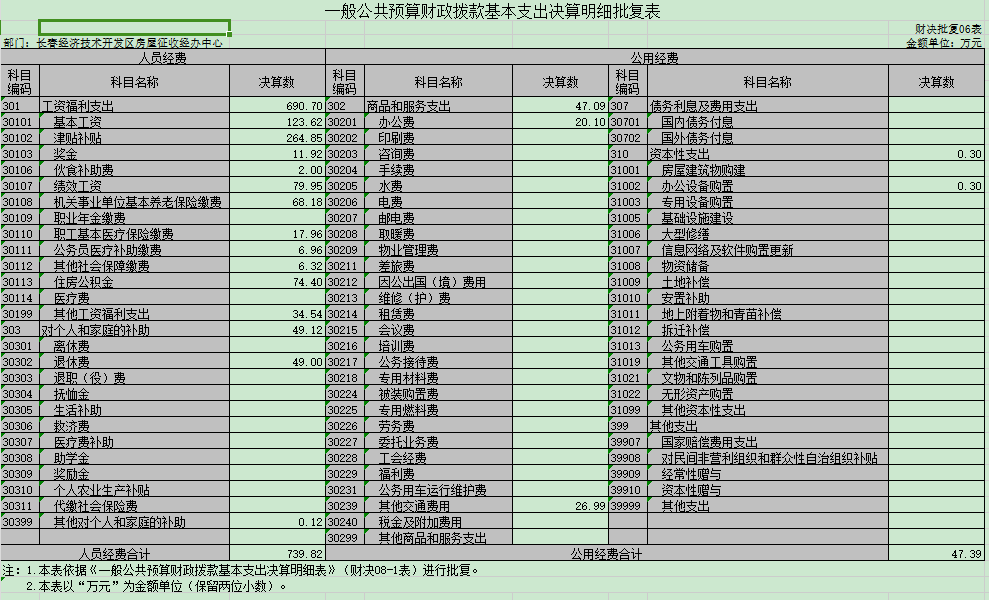 一般公共预算财政拨款基本支出决算明细批复表
财决批复06表
部门：长春经济技术开发区房屋征收经办中心 金额单位：万元
人员经费 公用经费
科目编码 科目名称 决算数 科目编码 科目名称 决算数 科目编码 科目名称 决算数
301 工资福利支出 690.70 302 商品和服务支出 47.09 307 债务利息及费用支出
30101 基本工资 123.62 30201 办公费 20.10 30701 国内债务付息
30102 津贴补贴 264.85 30202 印刷费 30702 国外债务付息
30103 奖金 11.92 30203 咨询费 310 资本性支出 0.30
30106 伙食补助费 2.00 30204 手续费 31001 房屋建筑物购建
30107 绩效工资 79.95 30205 水费 31002 办公设备购置 0.30
30108 机关事业单位基本养老保险缴费 68.18 30206 电费 31003 专用设备购置
30109 职业年金缴费 30207 邮电费 31005 基础设施建设
30110 职工基本医疗保险缴费 17.96 30208 取暖费 31006 大型修缮
30111 公务员医疗补助缴费 6.96 30209 物业管理费 31007 信息网络及软件购置更新
30112 其他社会保障缴费 6.32 30211 差旅费 31008 物资储备
30113 住房公积金 74.40 30212 因公出国（境）费用 31009 土地补偿
30114 医疗费 30213 维修（护）费 31010 安置补助
30199 其他工资福利支出 34.54 30214 租赁费 31011 地上附着物和青苗补偿
303 对个人和家庭的补助 49.12 30215 会议费 31012 拆迁补偿
30301 离休费 30216 培训费 31013 公务用车购置
30302 退休费 49.00 30217 公务接待费 31019 其他交通工具购置
30303 退职（役）费 30218 专用材料费 31021 文物和陈列品购置
30304 抚恤金 30224 被装购置费 31022 无形资产购置
30305 生活补助 30225 专用燃料费 31099 其他资本性支出
30306 救济费 30226 劳务费 399 其他支出
30307 医疗费补助 30227 委托业务费 39907 国家赔偿费用支出
30308 助学金 30228 工会经费 39908 对民间非营利组织和群众性自治组织补贴
30309 奖励金 30229 福利费 39909 经常性赠与
30310 个人农业生产补贴 30231 公务用车运行维护费 39910 资本性赠与
30311 代缴社会保险费 30239 其他交通费用 26.99 39999 其他支出
30399 其他对个人和家庭的补助 0.12 30240 税金及附加费用
30299 其他商品和服务支出
人员经费合计 739.82 公用经费合计 47.39
注：1.本表依据《一般公共预算财政拨款基本支出决算明细表》（财决08-1表）进行批复。
2.本表以“万元”为金额单位（保留两位小数）。